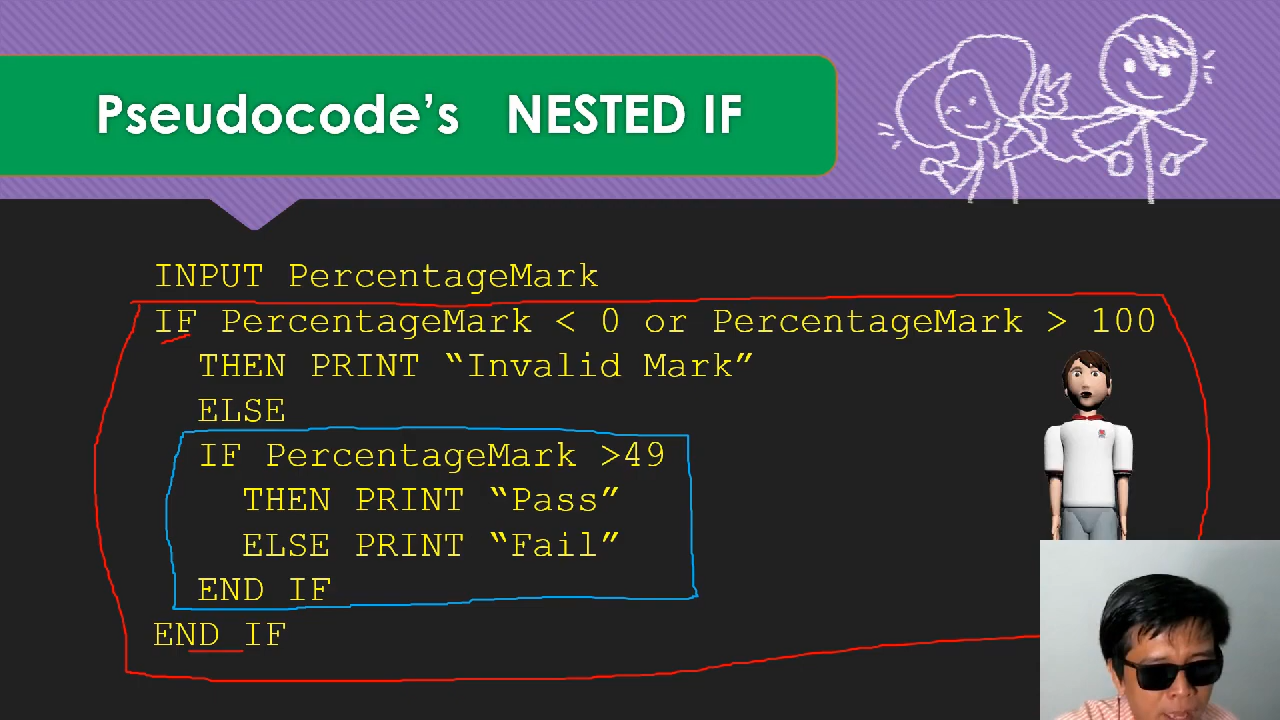 Pseudocode’s NESTED IF
INPUT PercentageMark
IF PercentageMark < 0 or PercentageMark > 100
THEN PRINT “Invalid Mark”
ELSE
IF PercentageMark >49
THEN PRINT “Pass”
ELSE PRINT “Fail”
END IF
END IF